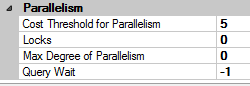 Parallelism
Cost Threshold for Parallelism 5
Locks 0
Max Degree of Parallelism 0
Query Wait -1